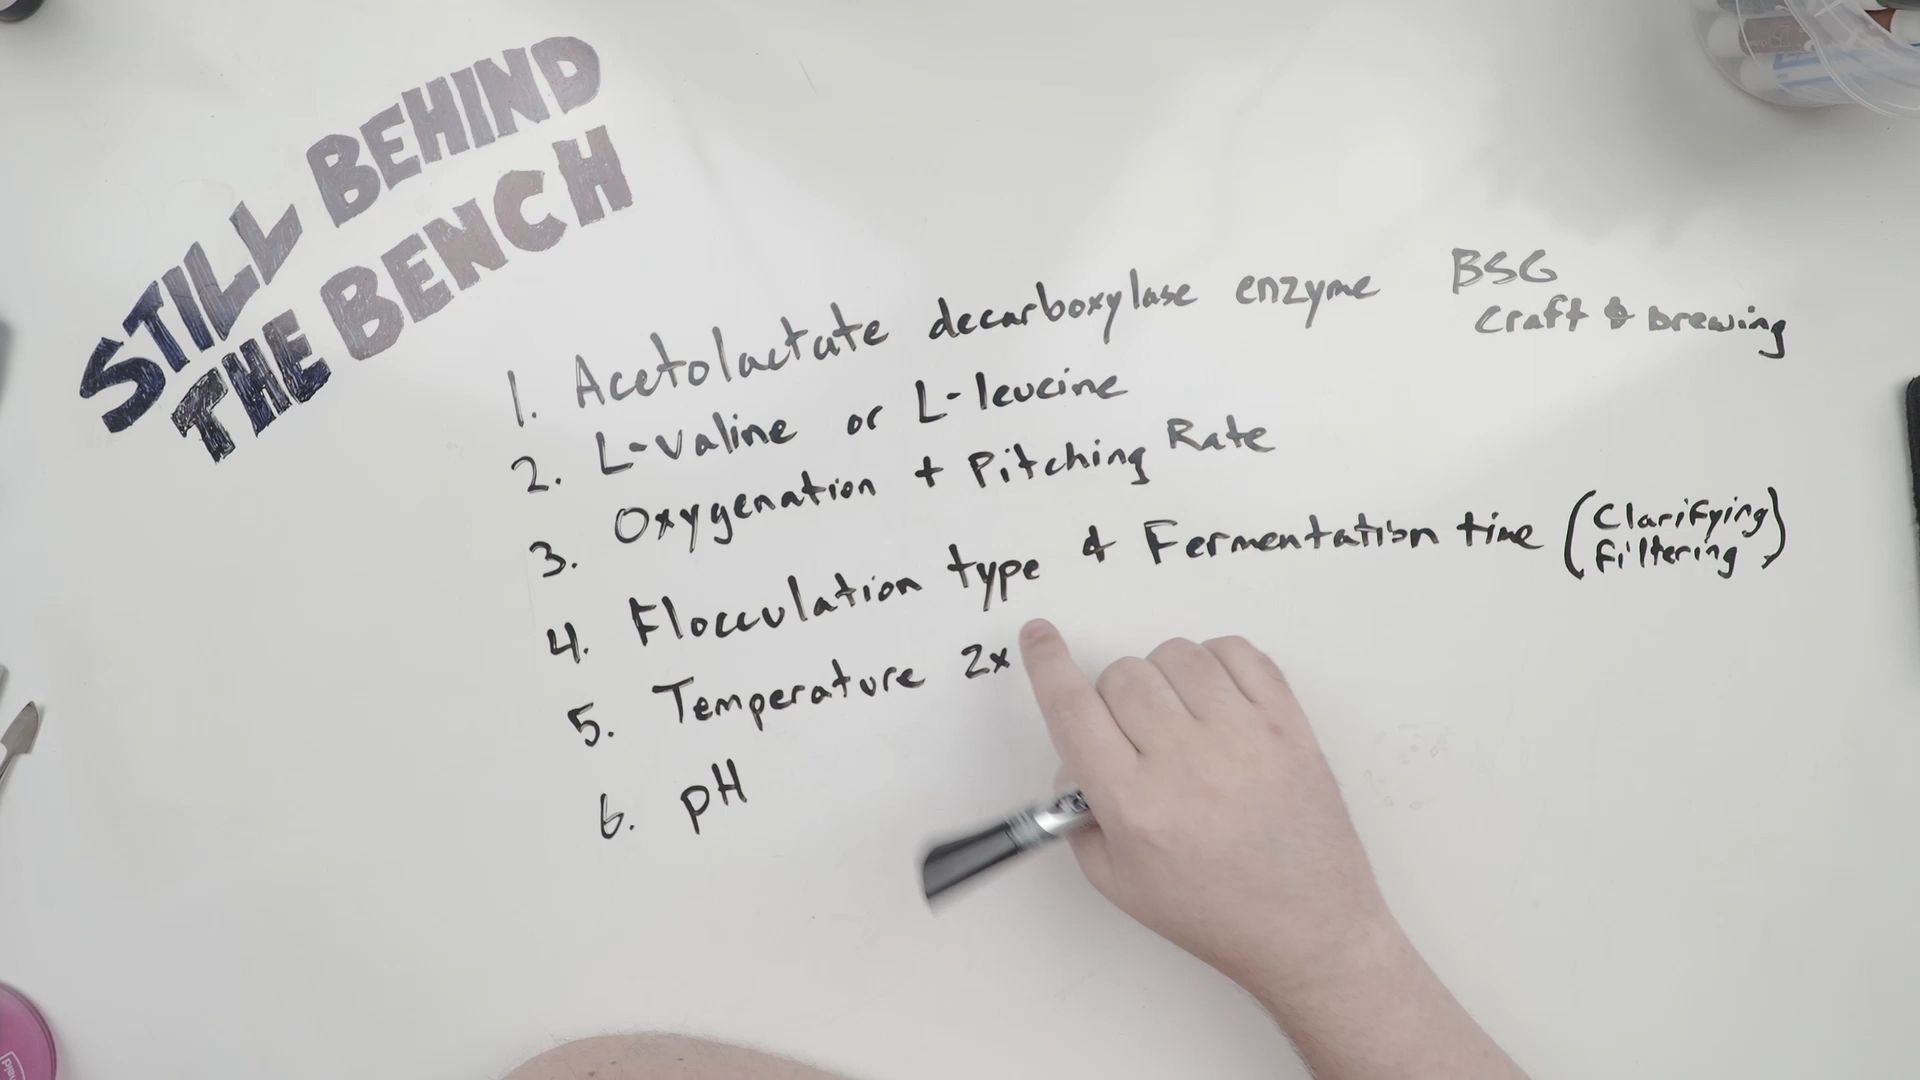 STILL BEHIND
THE BENCH
1. Acetolactate decarboxylase enzyme BSG
Craft & brewing
2. L-valine or L-leucine
3. Oxygenation + Pitching Rate
4. Flocculation type & Fermentation time (Clarifying
Filtering)
5. Temperature 2x
6. pH